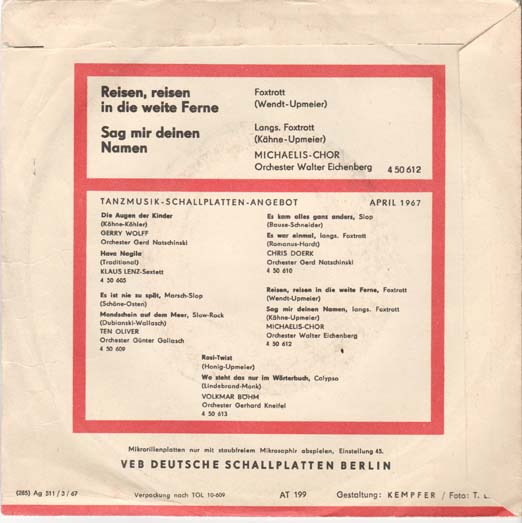 Reisen, reisen
in die weite Ferne
Foxtrott
(Wendt-Upmeier)
Sag mir deinen
Namen
Langs. Foxtrott
(Kähne-Upmeier)
MICHAELIS-CHOR
Orchester Walter Eichenberg
4 50 612
TANZMUSIK-SCHALLPLATTEN-ANGEBOT APRIL 1967
Die Augen der Kinder
(Kähne-Köhler)
GERRY WOLFF
Orchester Gerd Natschinski
Hava Nagila
(Traditional)
KLAUS LENZ-Sextett
4 50 605
Es ist nie zu spät, Marsch-Slop
(Schöne-Osten)
Mondschein auf dem Meer, Slow-Rock
(Dubianski-Wallasch)
TEN OLIVER
Orchester Günter Gollasch
4 50 609
Es kam alles ganz anders, Slop
(Bause-Schneider)
Es war einmal, langs. Foxtrott
(Romanus-Hardt)
CHRIS DOERK
Orchester Gerd Natschinski
4 50 610
Reisen, reisen in die weite Ferne, Foxtrott
(Wendt-Upmeier)
Sag mir deinen Namen, langs. Foxtrott
(Kähne-Upmeier)
MICHAELIS-CHOR
Orchester Walter Eichenberg
4 50 612
Rosi-Twist
(Honig-Upmeier)
Wo steht das nur im Wörterbuch, Calypso
(Lindebrand-Monk)
VOLKMAR BÖHM
Orchester Gerhard Kneifel
4 50 613
Mikrorillenplatten nur mit staubfreiem Mikrosaphir abspielen, Einstellung 45.
VEB DEUTSCHE SCHALLPLATTEN BERLIN
(285) Ag 511/3/67 Verpackung nach TGL 10-609 AT 199 Gestaltung: KEMPFER / Foto: T.